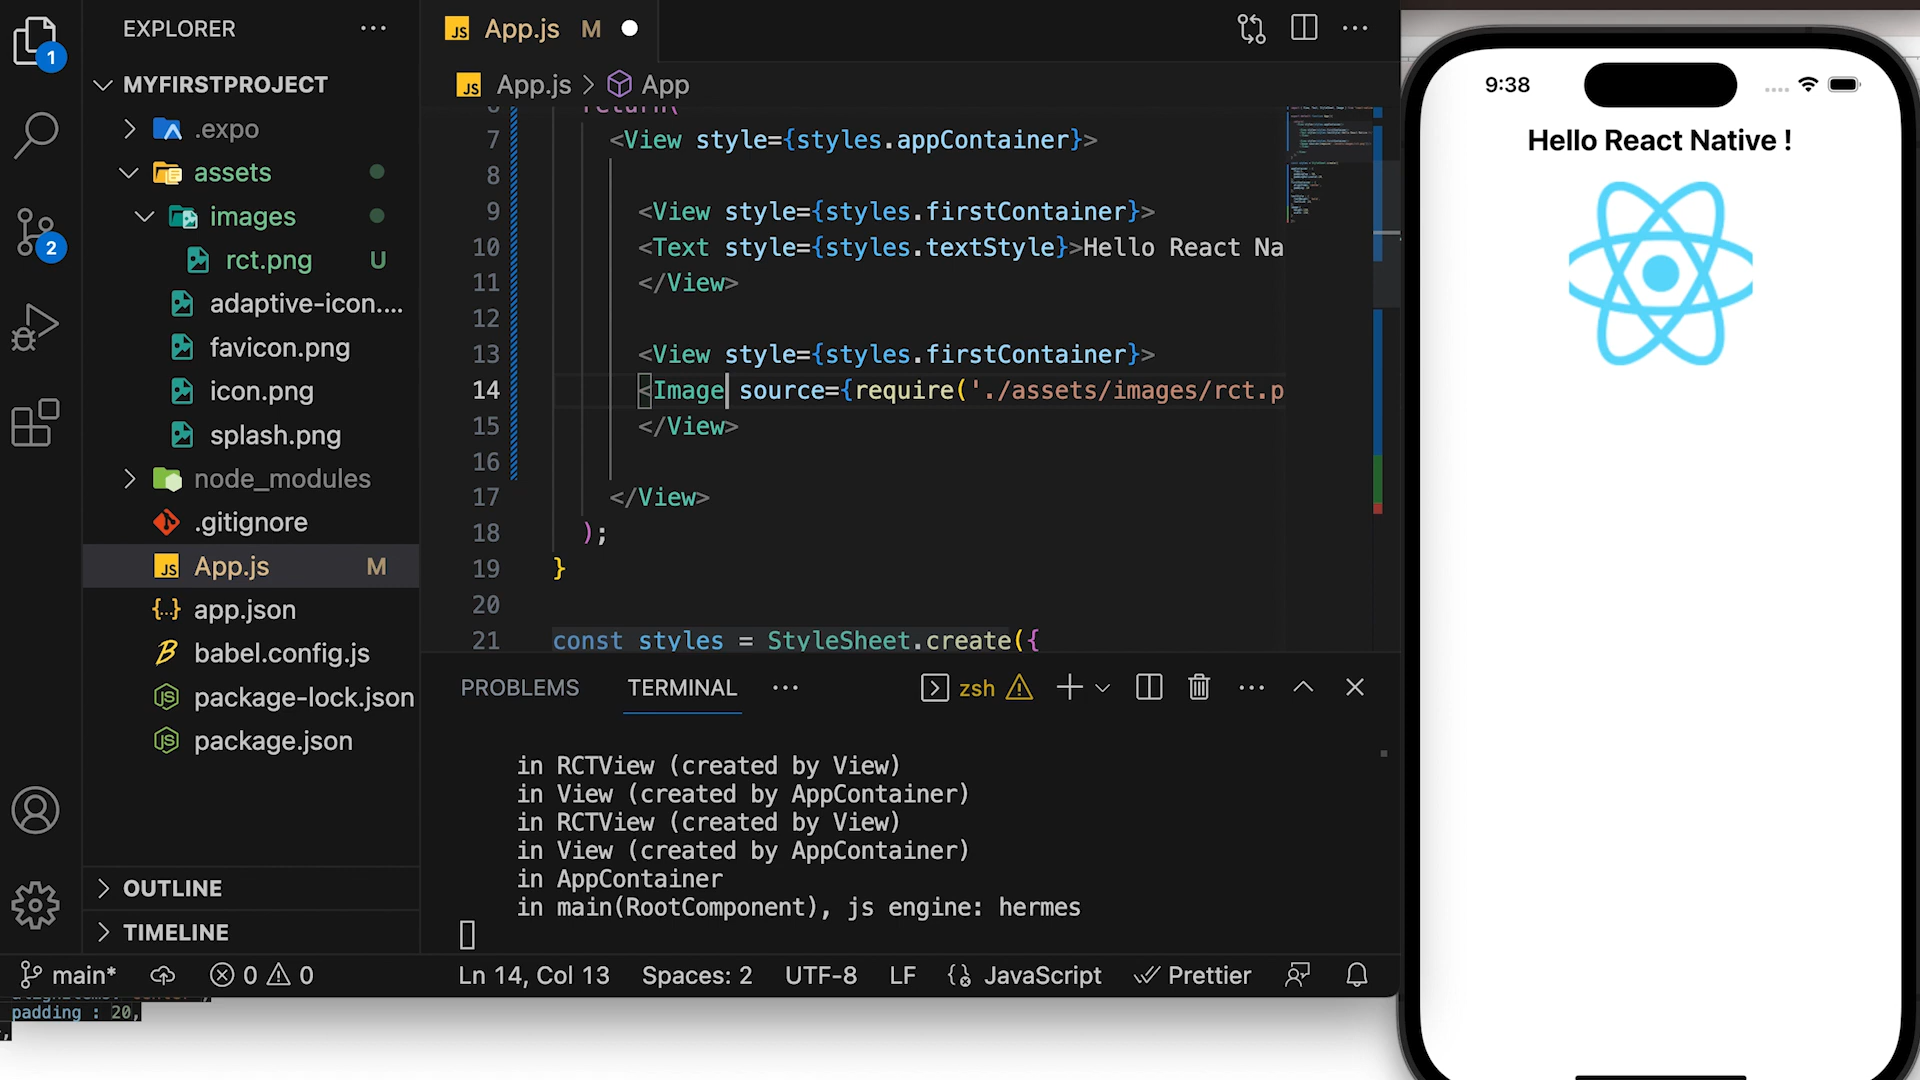 EXPLORER
MYFIRSTPROJECT
.expo
assets
images
rct.png U
adaptive-icon....
favicon.png
icon.png
splash.png
node_modules
.gitignore
App.js M
app.json
babel.config.js
package-lock.json
package.json
OUTLINE
TIMELINE
1
2
App.js M
App.js > App
return(
7 <View style={styles.appContainer}>
8
9 <View style={styles.firstContainer}>
10 <Text style={styles.textStyle}>Hello React Na
11 </View>
12
13 <View style={styles.firstContainer}>
14 <Image source={require('./assets/images/rct.p
15 </View>
16
17 </View>
18 );
19 }
20
21 const styles = StyleSheet.create({
PROBLEMS TERMINAL zsh
in RCTView (created by View)
in View (created by AppContainer)
in RCTView (created by View)
in View (created by AppContainer)
in AppContainer
in main(RootComponent), js engine: hermes
main* 0 0 Ln 14, Col 13 Spaces: 2 UTF-8 LF JavaScript Prettier
padding : 20,
9:38
Hello React Native !